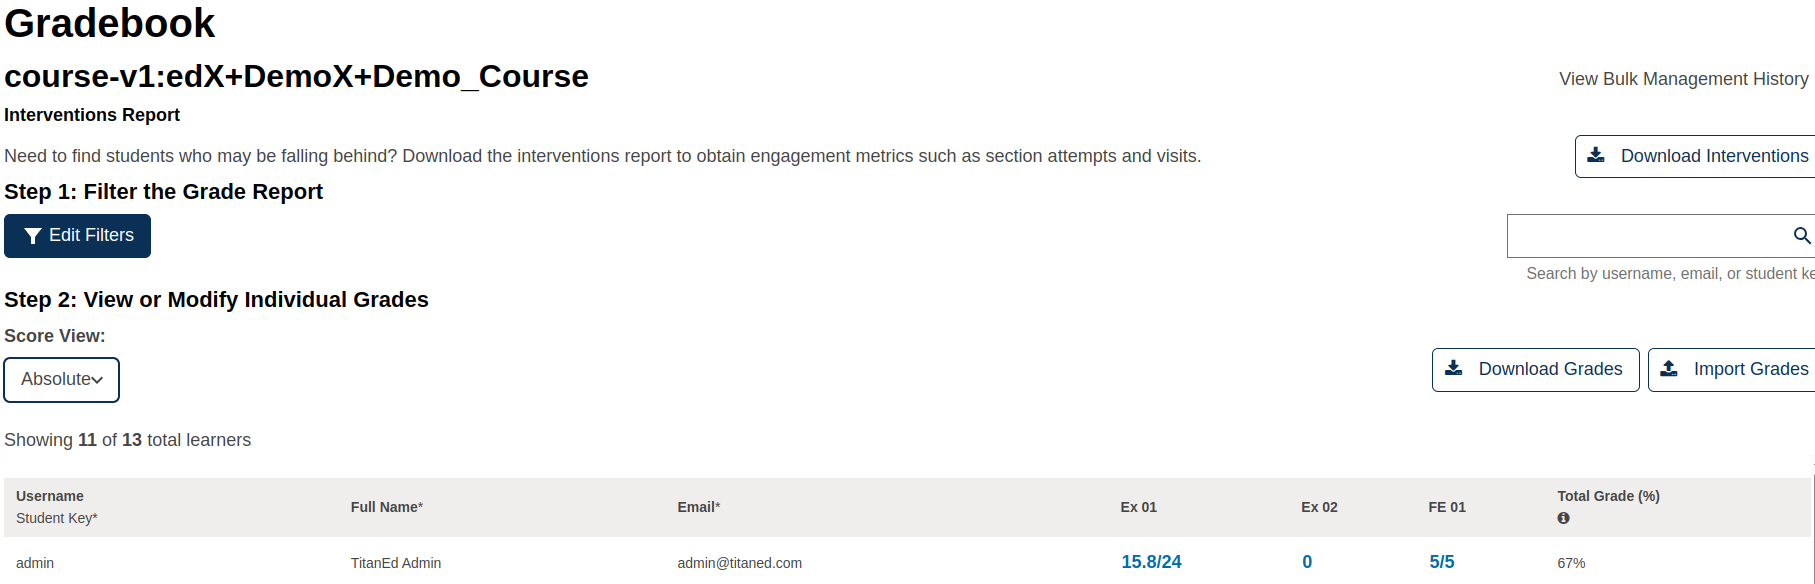 Gradebook
course-v1:edX+DemoX+Demo_Course
View Bulk Management History
Interventions Report
Need to find students who may be falling behind? Download the interventions report to obtain engagement metrics such as section attempts and visits.
Download Interventions
Step 1: Filter the Grade Report
Edit Filters
Search by username, email, or student ke
Step 2: View or Modify Individual Grades
Score View:
Absolute
Download Grades
Import Grades
Showing 11 of 13 total learners
Username
Student Key*
Full Name*
Email*
Ex 01
Ex 02
FE 01
Total Grade (%)
admin
TitanEd Admin
admin@titaned.com
15.8/24
0
5/5
67%